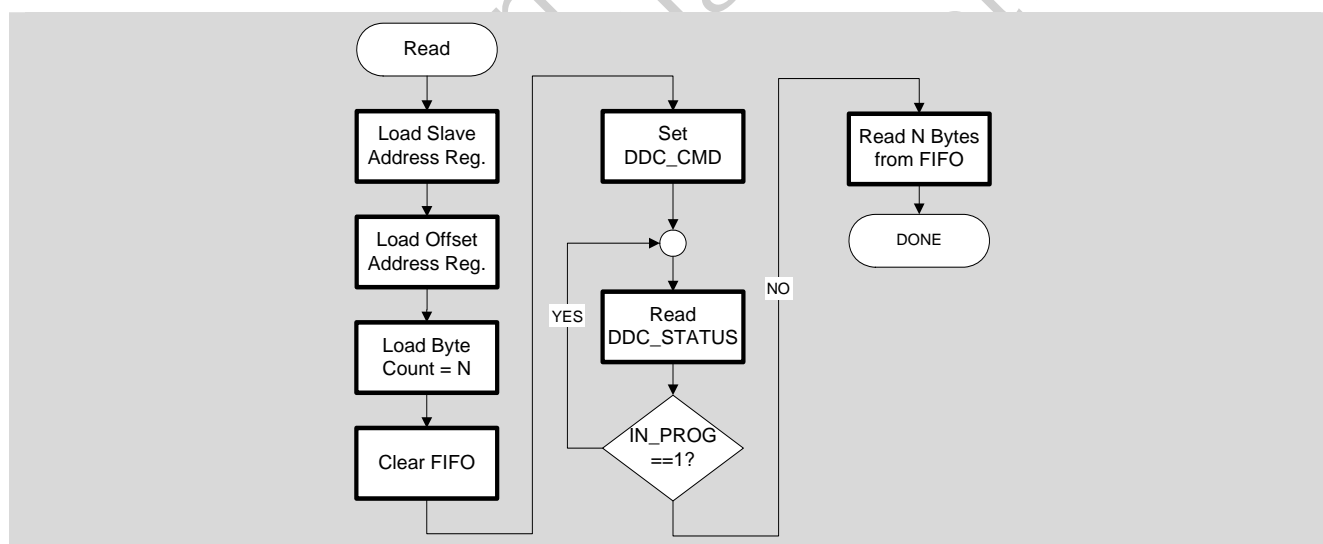 Read
Load Slave
Address Reg.
Load Offset
Address Reg.
Load Byte
Count = N
Clear FIFO
Set
DDC_CMD
YES
Read
DDC_STATUS
IN_PROG
==1?
NO
Read N Bytes
from FIFO
DONE